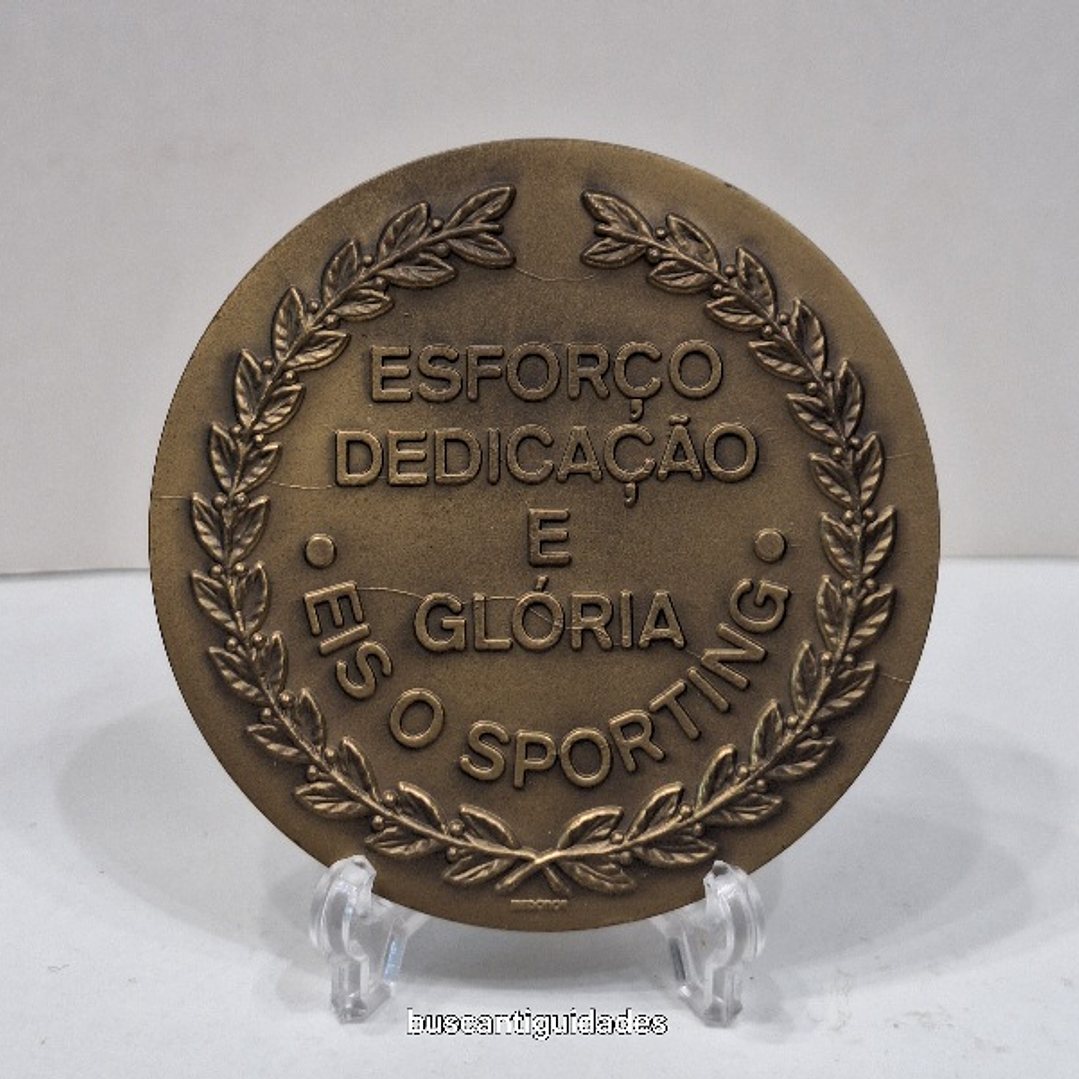 ESFORÇO
DEDICAÇÃO
E
GLÓRIA
• EIS O SPORTING •
buscantiguidades